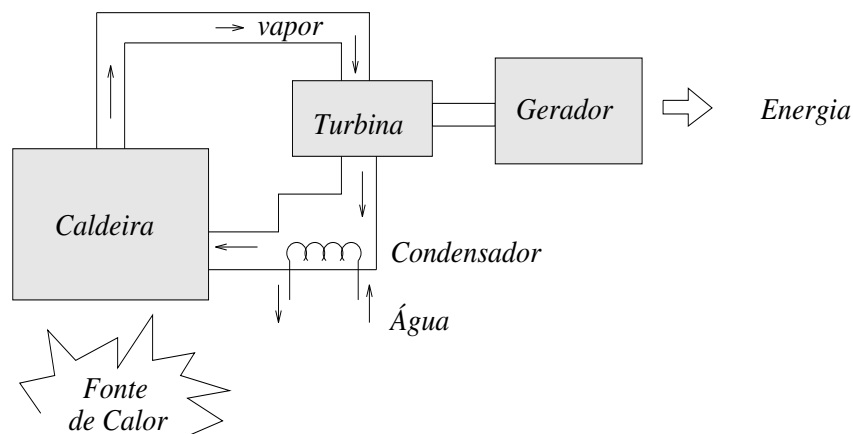 vapor
Turbina
Gerador
Energia
Caldeira
Condensador
Água
Fonte
de Calor